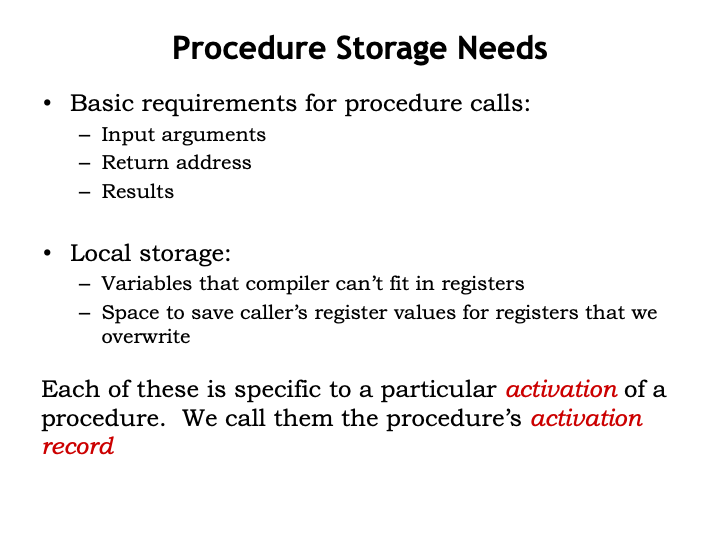 Procedure Storage Needs
• Basic requirements for procedure calls:
– Input arguments
– Return address
– Results
• Local storage:
– Variables that compiler can’t fit in registers
– Space to save caller’s register values for registers that we
overwrite
Each of these is specific to a particular activation of a
procedure.  We call them the procedure’s activation
record